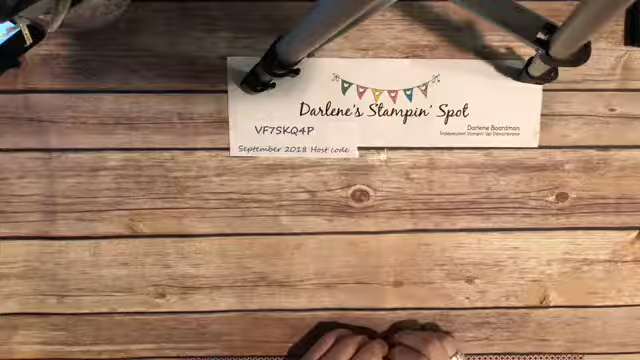 Darlene's Stampin' Spot
VF7SKQ4P
Darlene Boardman
Independent Stampin' Up! Demonstrator
September 2018 Host code